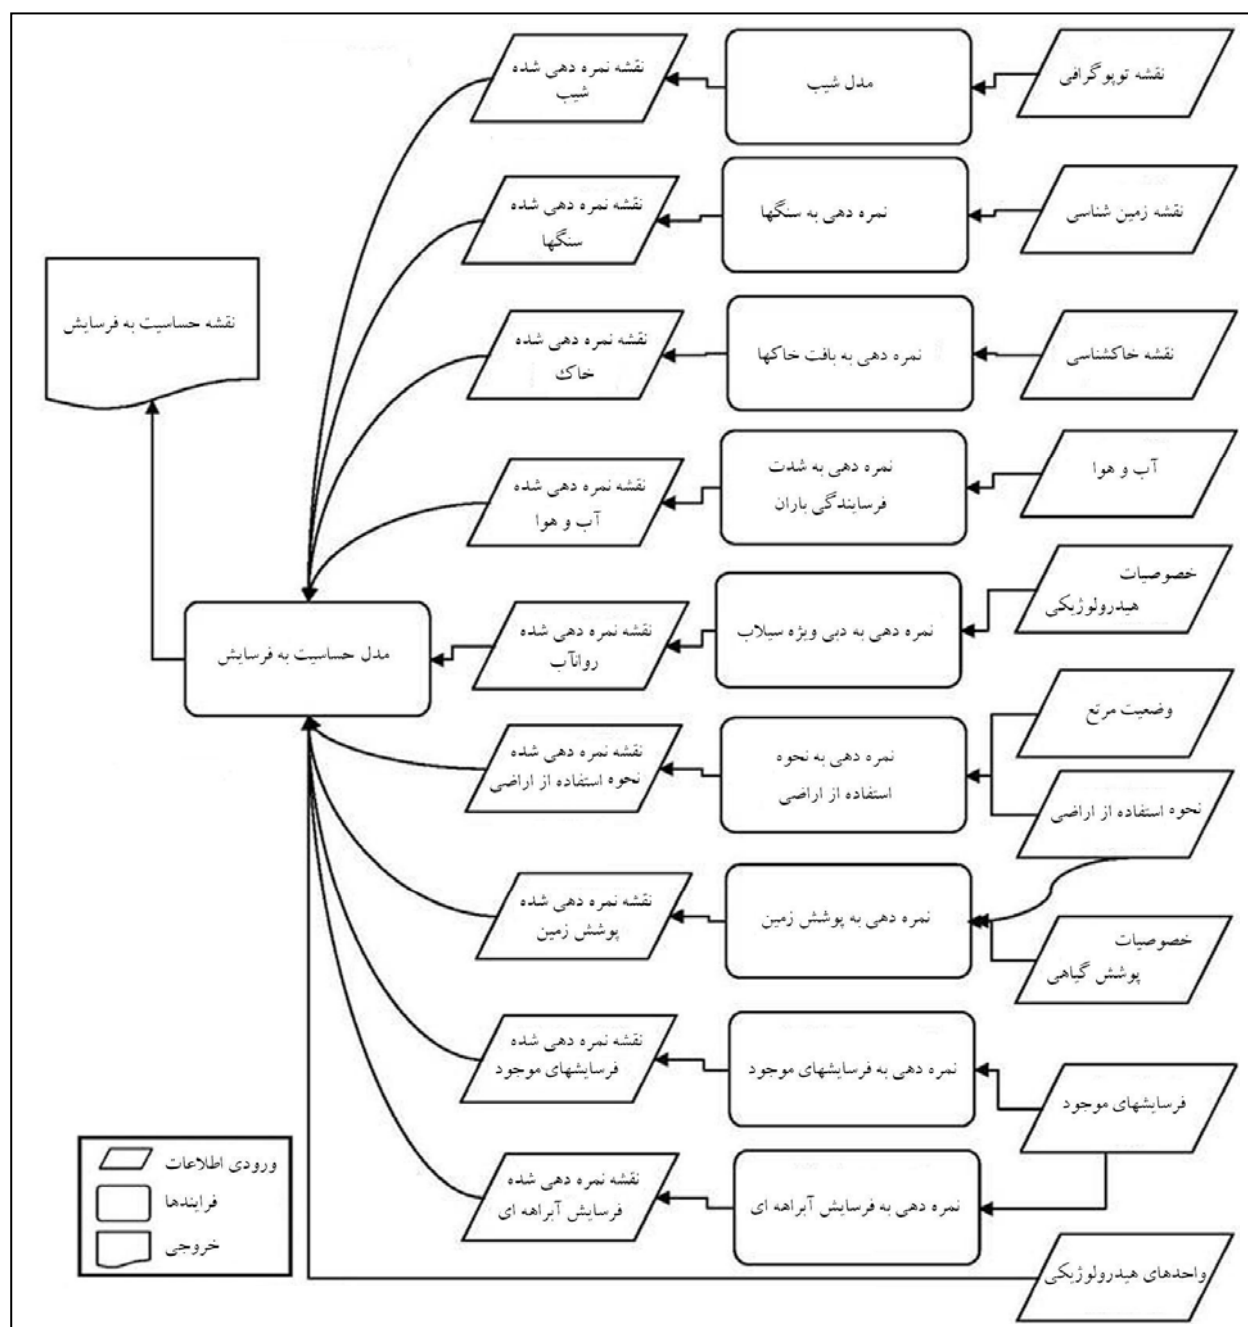 نقشه توپوگرافی
مدل شیب
نقشه نمره دهی شده
شیب
نقشه زمین شناسی
نمره دهی به سنگها
نقشه نمره دهی شده
سنگها
نقشه خاکشناسی
نمره دهی به بافت خاکها
نقشه نمره دهی شده
خاک
نقشه حساسیت به فرسایش
آب و هوا
نمره دهی به شدت
فرسایندگی باران
نقشه نمره دهی شده
آب و هوا
خصوصیات
هیدرولوژیکی
نمره دهی به دبی ویژه سیلاب
نقشه نمره دهی شده
روانآب
مدل حساسیت به فرسایش
وضعیت مرتع
نحوه استفاده از اراضی
نمره دهی به نحوه
استفاده از اراضی
نقشه نمره دهی شده
نحوه استفاده از اراضی
خصوصیات
پوشش گیاهی
نمره دهی به پوشش زمین
نقشه نمره دهی شده
پوشش زمین
فرسایشهای موجود
نمره دهی به فرسایشهای موجود
نقشه نمره دهی شده
فرسایشهای موجود
نمره دهی به فرسایش آبراهه ای
نقشه نمره دهی شده
فرسایش آبراهه ای
واحدهای هیدرولوژیکی
ورودی اطلاعات
فرایندها
خروجی